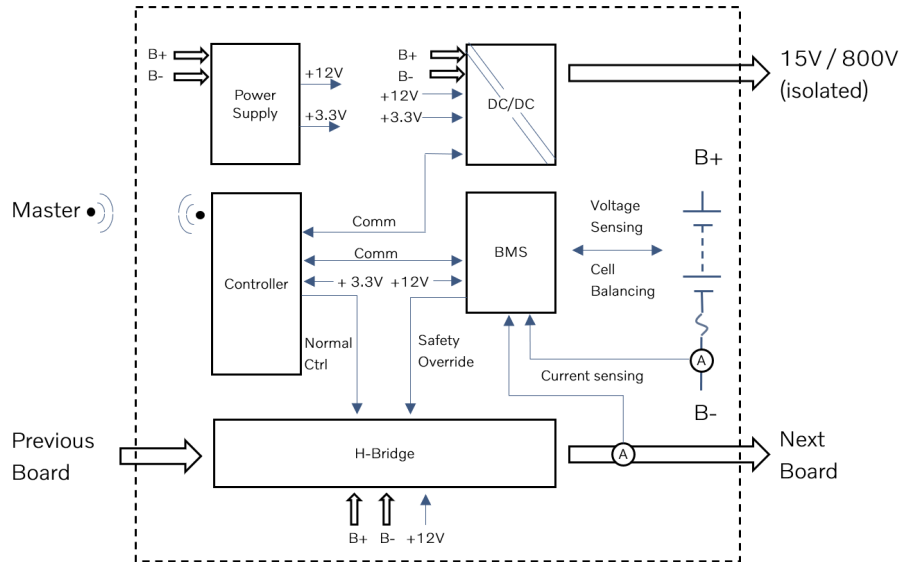 B+
B-
Power
Supply
+12V
+3.3V
B+
B-
+12V
+3.3V
DC/DC
15V / 800V
(isolated)
B+
Master
Controller
Comm
Comm
+ 3.3V +12V
BMS
Voltage
Sensing
Cell
Balancing
Normal
Ctrl
Safety
Override
Current sensing
A
B-
Previous
Board
H-Bridge
A
Next
Board
B+ B- +12V